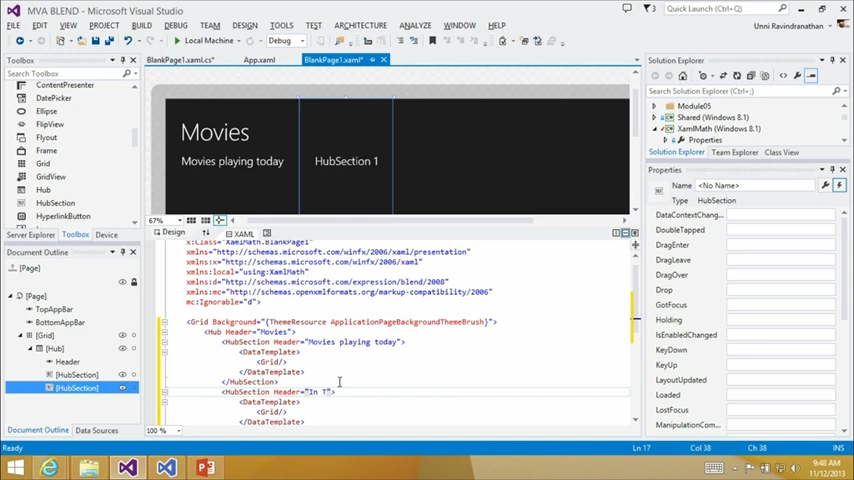 MVA BLEND - Microsoft Visual Studio
3
Quick Launch (Ctrl+Q)
FILE EDIT VIEW PROJECT BUILD DEBUG TEAM DESIGN FORMAT TOOLS TEST ARCHITECTURE ANALYZE WINDOW HELP
Unni Ravindranathan
Local Machine Debug
Toolbox
Search Toolbox
ContentPresenter
DatePicker
Ellipse
FlipView
Flyout
Frame
Grid
GridView
Hub
HubSection
HyperlinkButton
Server Explorer Toolbox Device
Document Outline
[Page]
[Page]
TopAppBar
BottomAppBar
[Grid]
[Hub]
Header
[HubSection]
[HubSection]
Document Outline Data Sources
BlankPage1.xaml.cs* App.xaml BlankPage1.xaml*
Movies
Movies playing today HubSection 1
67%
Design XAML
x:Class="XamlMath.BlankPage1"
xmlns="http://schemas.microsoft.com/winfx/2006/xaml/presentation"
xmlns:x="http://schemas.microsoft.com/winfx/2006/xaml"
xmlns:local="using:XamlMath"
xmlns:d="http://schemas.microsoft.com/expression/blend/2008"
xmlns:mc="http://schemas.openxmlformats.org/markup-compatibility/2006"
mc:Ignorable="d">
<Grid Background="{ThemeResource ApplicationPageBackgroundThemeBrush}">
<Hub Header="Movies">
<HubSection Header="Movies playing today">
<DataTemplate>
<Grid/>
</DataTemplate>
</HubSection>
<HubSection Header="In T">
<DataTemplate>
<Grid/>
</DataTemplate>
100 %
Solution Explorer
Search Solution Explorer (Ctrl+;)
Module05
Shared (Windows 8.1)
XamlMath (Windows 8.1)
Properties
Solution Explorer Team Explorer Class View
Properties
Name <No Name>
Type HubSection
DataContextChang...
DoubleTapped
DragEnter
DragLeave
DragOver
Drop
GotFocus
Holding
IsEnabledChanged
KeyDown
KeyUp
LayoutUpdated
Loaded
LostFocus
ManipulationCom...
Ready Ln 17 Col 38 Ch 38 INS
9:48 AM
11/12/2013